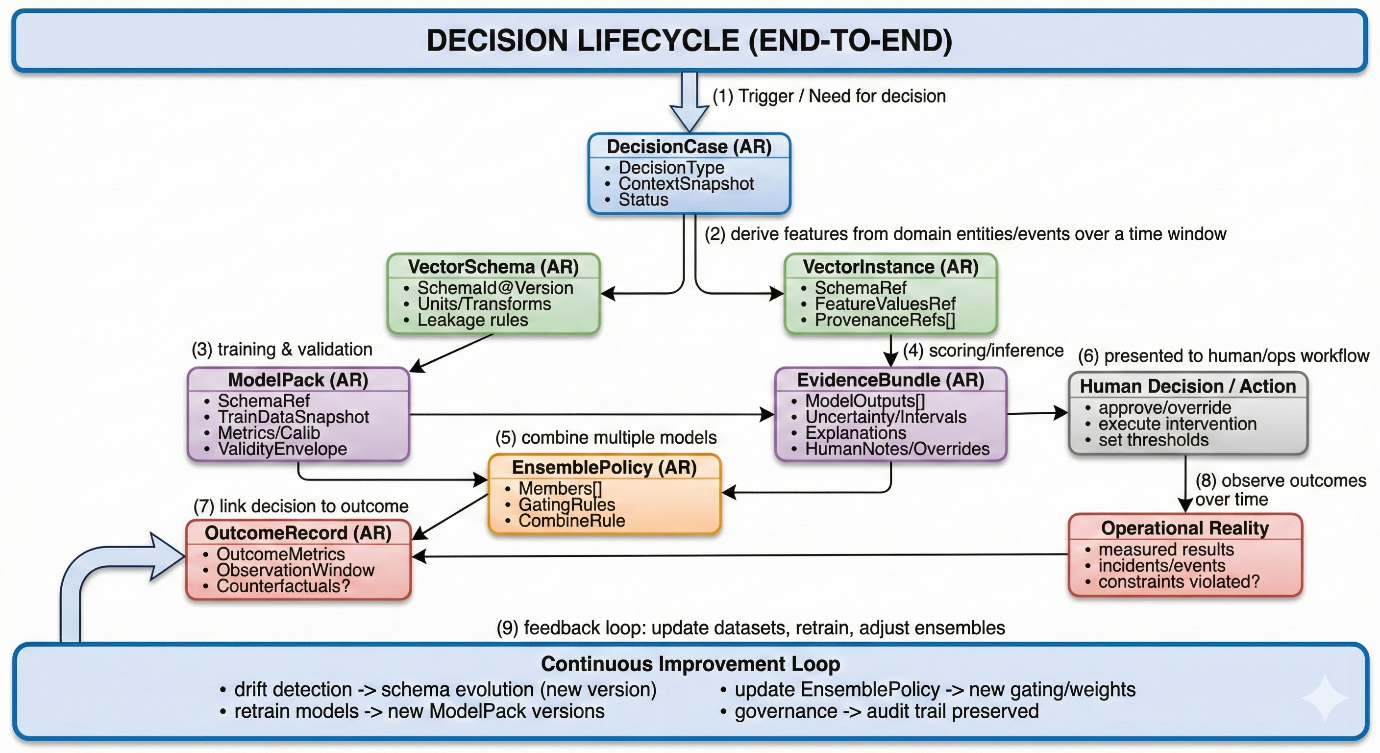 DECISION LIFECYCLE (END-TO-END)
(1) Trigger / Need for decision
DecisionCase (AR)
• DecisionType
• ContextSnapshot
• Status
(2) derive features from domain entities/events over a time window
VectorSchema (AR)
• SchemaId@Version
• Units/Transforms
• Leakage rules
VectorInstance (AR)
• SchemaRef
• FeatureValuesRef
• ProvenanceRefs[]
(3) training & validation
ModelPack (AR)
• SchemaRef
• TrainDataSnapshot
• Metrics/Calib
• ValidityEnvelope
(4) scoring/inference
EvidenceBundle (AR)
• ModelOutputs[]
• Uncertainty/Intervals
• Explanations
• HumanNotes/Overrides
(6) presented to human/ops workflow
Human Decision / Action
• approve/override
• execute intervention
• set thresholds
(5) combine multiple models
EnsemblePolicy (AR)
• Members[]
• GatingRules
• CombineRule
(7) link decision to outcome
OutcomeRecord (AR)
• OutcomeMetrics
• ObservationWindow
• Counterfactuals?
(8) observe outcomes
over time
Operational Reality
• measured results
• incidents/events
• constraints violated?
(9) feedback loop: update datasets, retrain, adjust ensembles
Continuous Improvement Loop
• drift detection -> schema evolution (new version)
• retrain models -> new ModelPack versions
• update EnsemblePolicy -> new gating/weights
• governance -> audit trail preserved